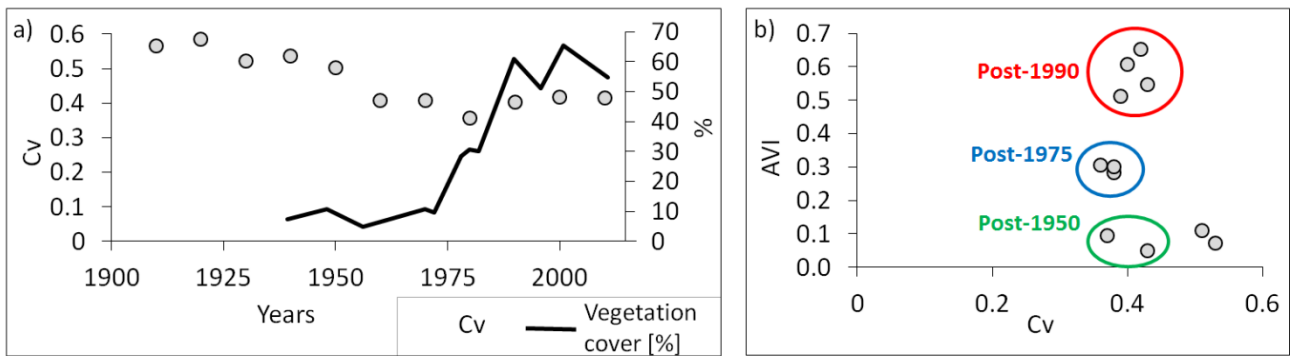 a)
0.6
0.5
0.4
0.3
0.2
0.1
0
Cv
70
60
50
40
30
20
10
0
%
1900 1925 1950 1975 2000
Years
Cv
Vegetation
cover [%]
b)
0.7
0.6
0.5
0.4
0.3
0.2
0.1
0.0
AVI
Post-1990
Post-1975
Post-1950
0 0.2 0.4 0.6
Cv